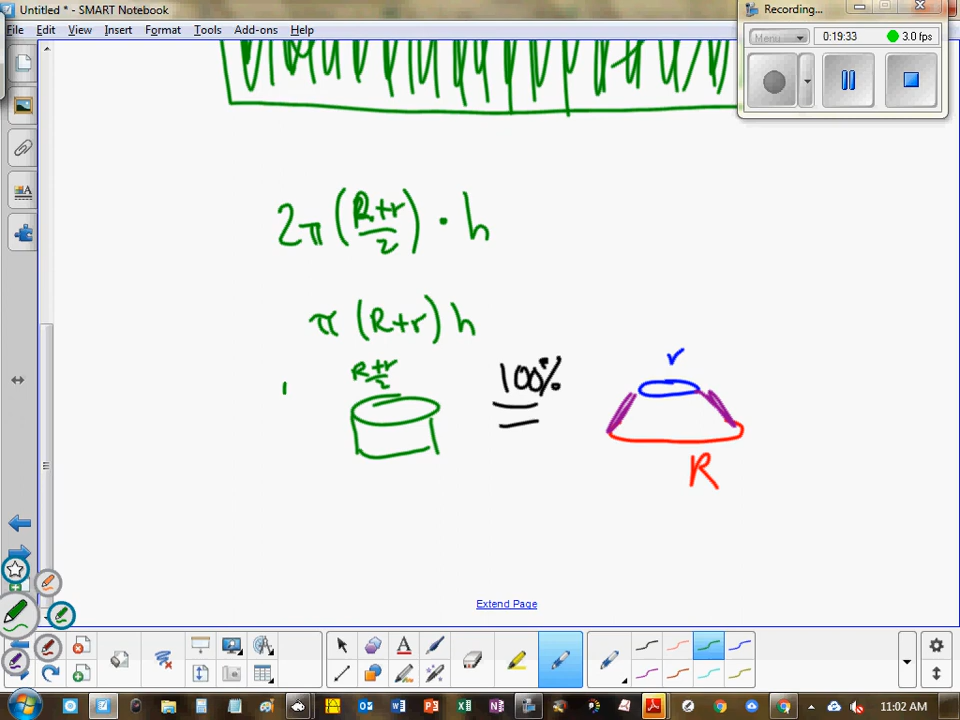 Untitled * - SMART Notebook
Recording...
File Edit View Insert Format Tools Add-ons Help
Menu
0:19:33
3.0 fps
2π (R+r/2) · h
π (R+r) h
R+r/2
100%
r
R
Extend Page
11:02 AM